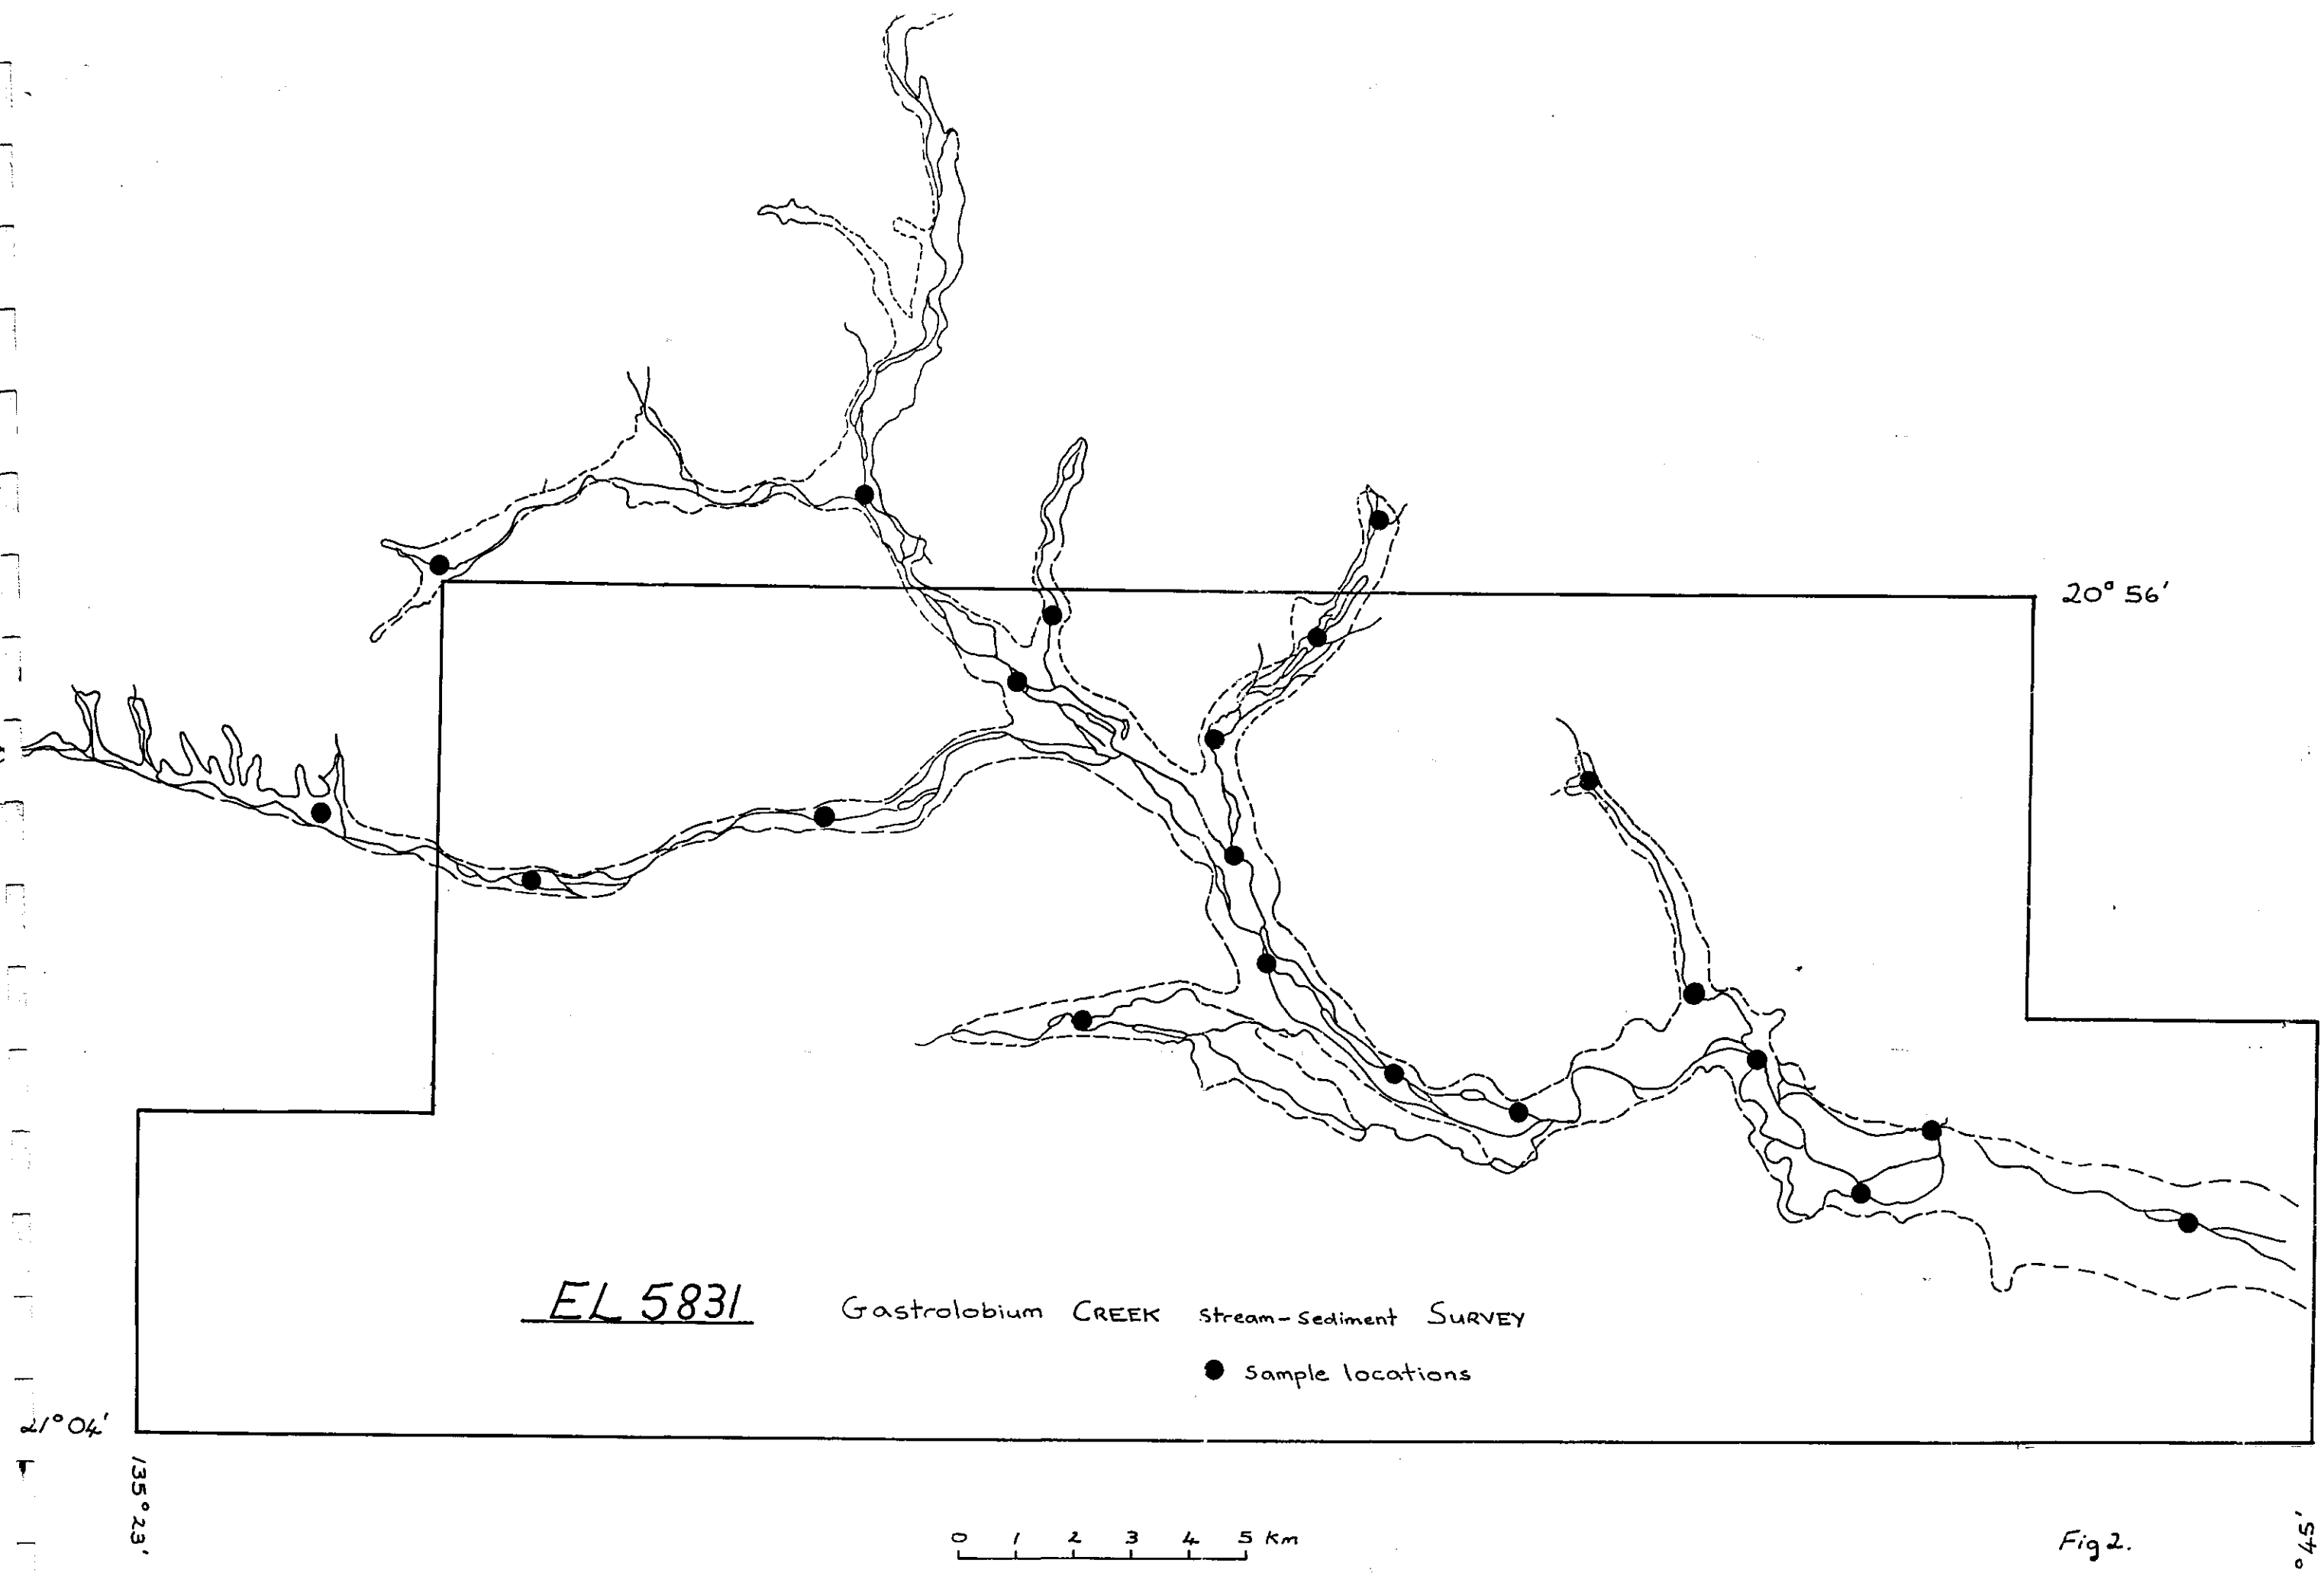 20° 56'
EL 5831
Gastrolobium CREEK stream-sediment SURVEY
sample locations
21° 04'
135° 23'
0 1 2 3 4 5 Km
Fig 2.
° 45'